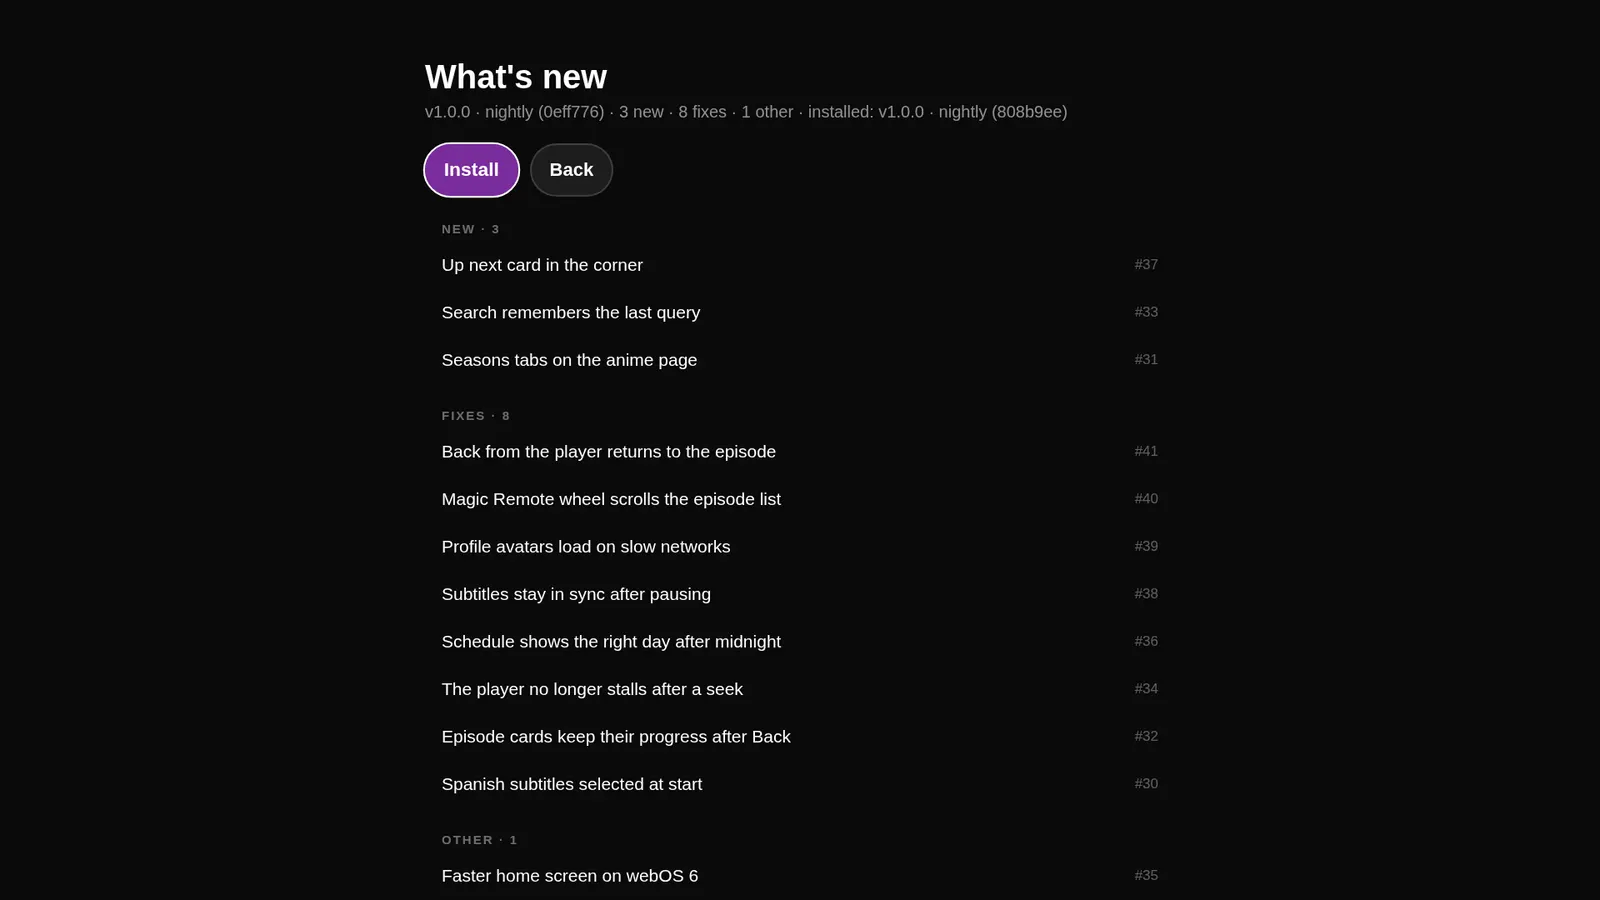 What's new
v1.0.0 · nightly (0eff776) · 3 new · 8 fixes · 1 other · installed: v1.0.0 · nightly (808b9ee)
Install Back
NEW · 3
Up next card in the corner #37
Search remembers the last query #33
Seasons tabs on the anime page #31
FIXES · 8
Back from the player returns to the episode #41
Magic Remote wheel scrolls the episode list #40
Profile avatars load on slow networks #39
Subtitles stay in sync after pausing #38
Schedule shows the right day after midnight #36
The player no longer stalls after a seek #34
Episode cards keep their progress after Back #32
Spanish subtitles selected at start #30
OTHER · 1
Faster home screen on webOS 6 #35